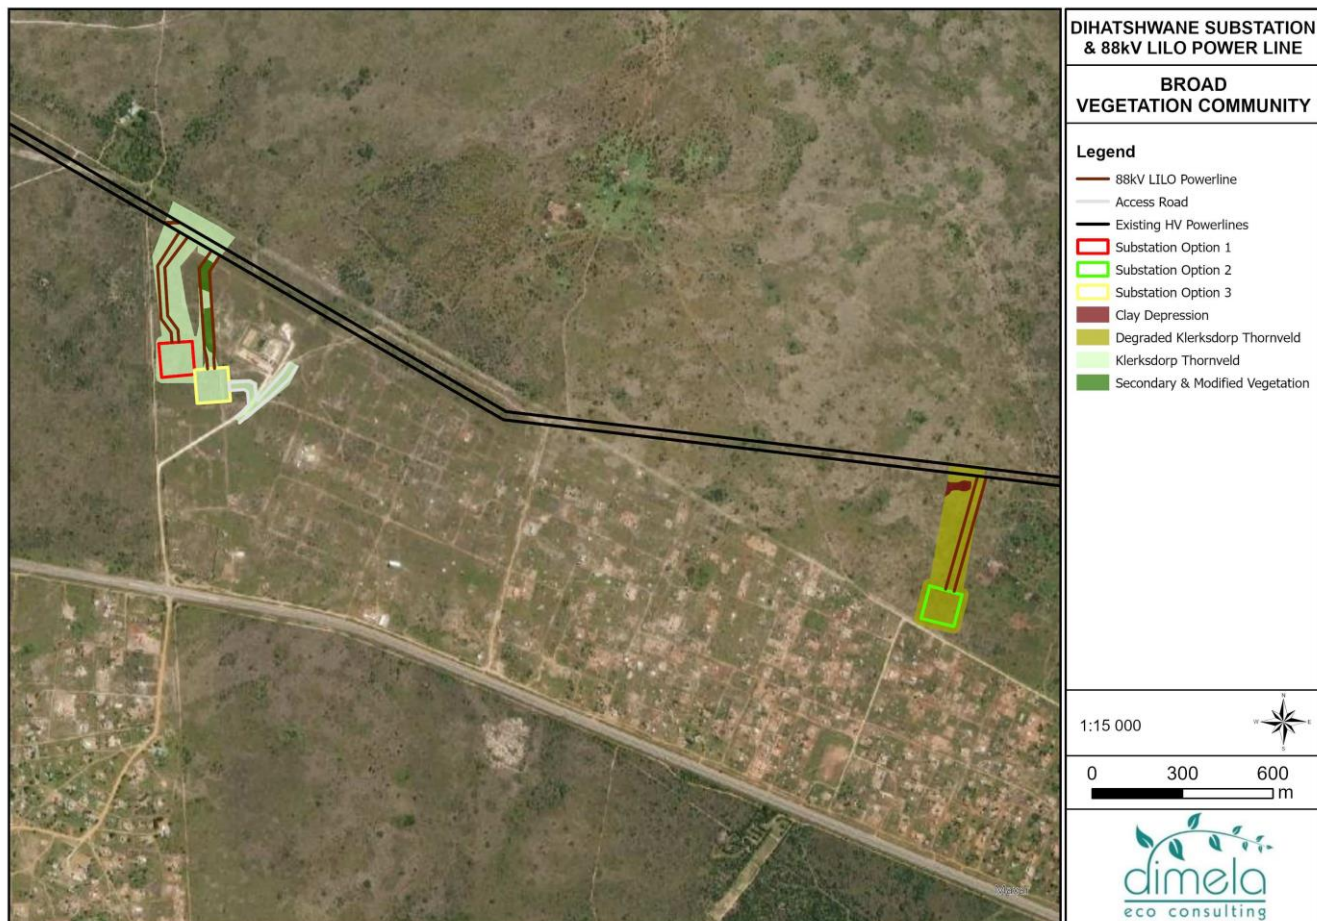 DIHATSHWANE SUBSTATION
& 88kV LILO POWER LINE
BROAD
VEGETATION COMMUNITY
Legend
88kV LILO Powerline
Access Road
Existing HV Powerlines
Substation Option 1
Substation Option 2
Substation Option 3
Clay Depression
Degraded Klerksdorp Thornveld
Klerksdorp Thornveld
Secondary & Modified Vegetation
1:15 000
N
W E
S
0 300 600
m
dimela
eco consulting